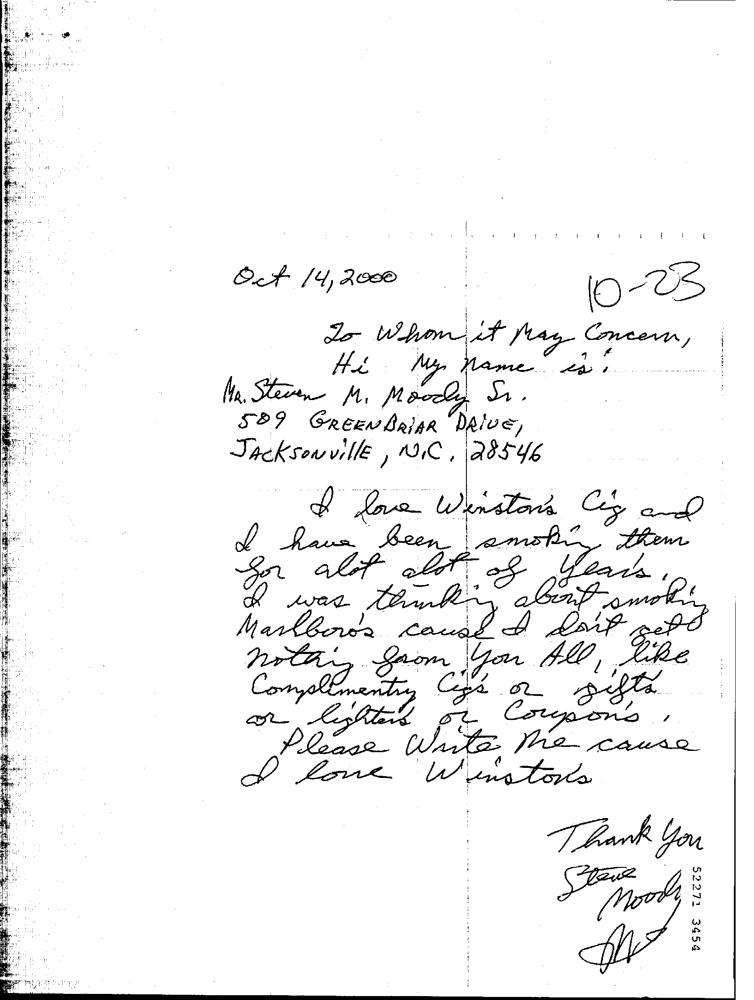 Oct 14, 2000
10-23
To Whom it May Concern,
Hi My name is:
Mr. Steven M. Moody Sr.
589 GREENBRIAR DRIVE,
JACKSONVILLE, N.C. 28546
I love Winston's Cig and
I have been smoking them
for alot alot of Years.
I was thinking about smoking
Marlboro's cause I don't get
nothing from You All, like
Complimentry Cig's or gifts
or lighters or Coupon's.
Please Write Me cause
I love Winston's
Thank You
Steve
Moody
52271 3454